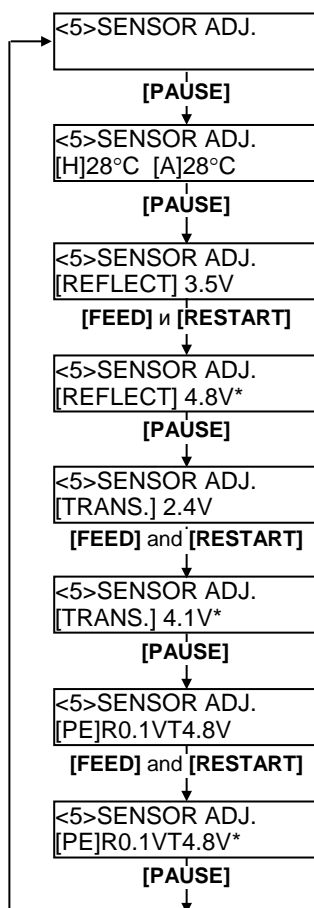 <5>SENSOR ADJ.
[PAUSE]
<5>SENSOR ADJ.
[H]28°C [A]28°C
[PAUSE]
<5>SENSOR ADJ.
[REFLECT] 3.5V
[FEED] и [RESTART]
<5>SENSOR ADJ.
[REFLECT] 4.8V*
[PAUSE]
<5>SENSOR ADJ.
[TRANS.] 2.4V
[FEED] and [RESTART]
<5>SENSOR ADJ.
[TRANS.] 4.1V*
[PAUSE]
<5>SENSOR ADJ.
[PE]R0.1VT4.8V
[FEED] and [RESTART]
<5>SENSOR ADJ.
[PE]R0.1VT4.8V*
[PAUSE]